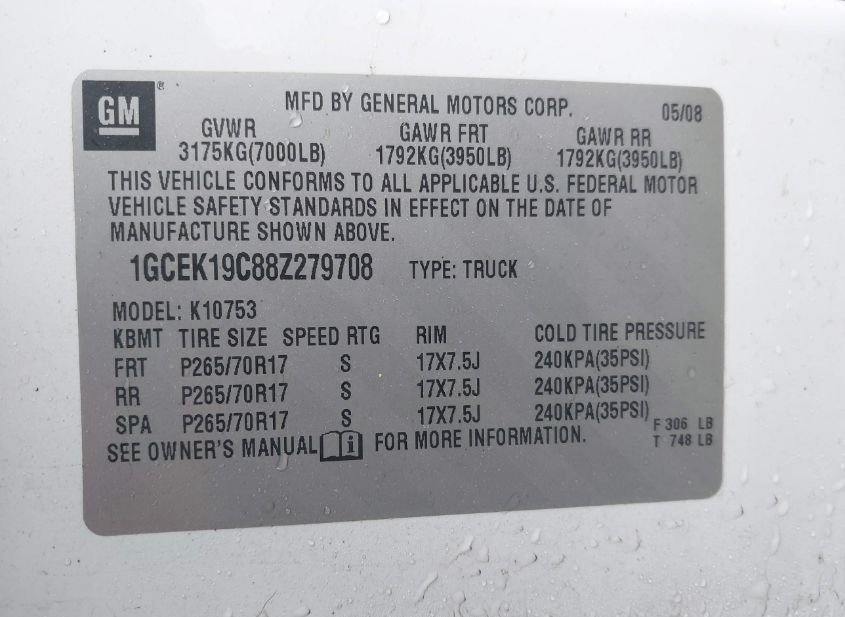 GM ®
MFD BY GENERAL MOTORS CORP. 05/08
GVWR GAWR FRT GAWR RR
3175KG(7000LB) 1792KG(3950LB) 1792KG(3950LB)
THIS VEHICLE CONFORMS TO ALL APPLICABLE U.S. FEDERAL MOTOR
VEHICLE SAFETY STANDARDS IN EFFECT ON THE DATE OF
MANUFACTURE SHOWN ABOVE.
1GCEK19C88Z279708 TYPE: TRUCK
MODEL: K10753
KBMT TIRE SIZE SPEED RTG RIM COLD TIRE PRESSURE
FRT P265/70R17 S 17X7.5J 240KPA(35PSI)
RR P265/70R17 S 17X7.5J 240KPA(35PSI)
SPA P265/70R17 S 17X7.5J 240KPA(35PSI)
F 306 LB
T 748 LB
SEE OWNER'S MANUAL i FOR MORE INFORMATION.